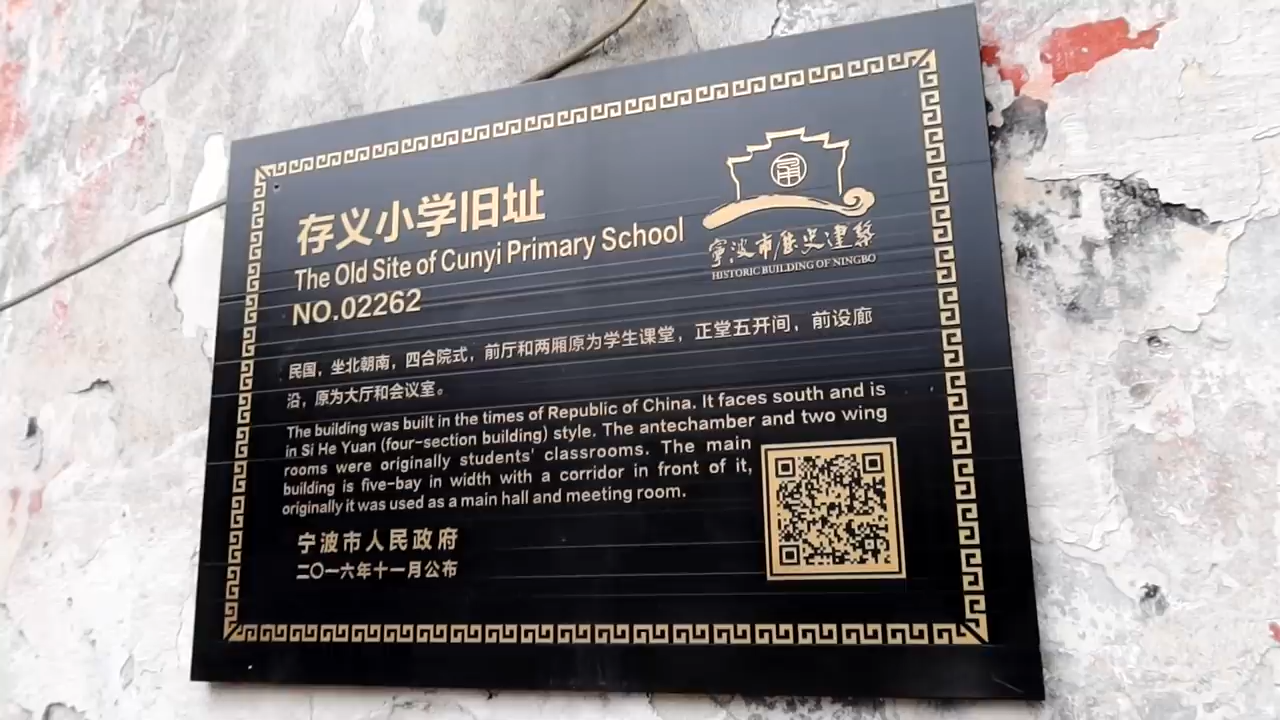 存义小学旧址
The Old Site of Cunyi Primary School
NO.02262
甬
寧波市歷史建築
HISTORIC BUILDING OF NINGBO
民国，坐北朝南，四合院式，前厅和两厢原为学生课堂，正堂五开间，前设廊
沿，原为大厅和会议室。
The building was built in the times of Republic of China. It faces south and is
in Si He Yuan (four-section building) style. The antechamber and two wing
rooms were originally students' classrooms. The main
building is five-bay in width with a corridor in front of it,
originally it was used as a main hall and meeting room.
宁波市人民政府
二〇一六年十一月公布